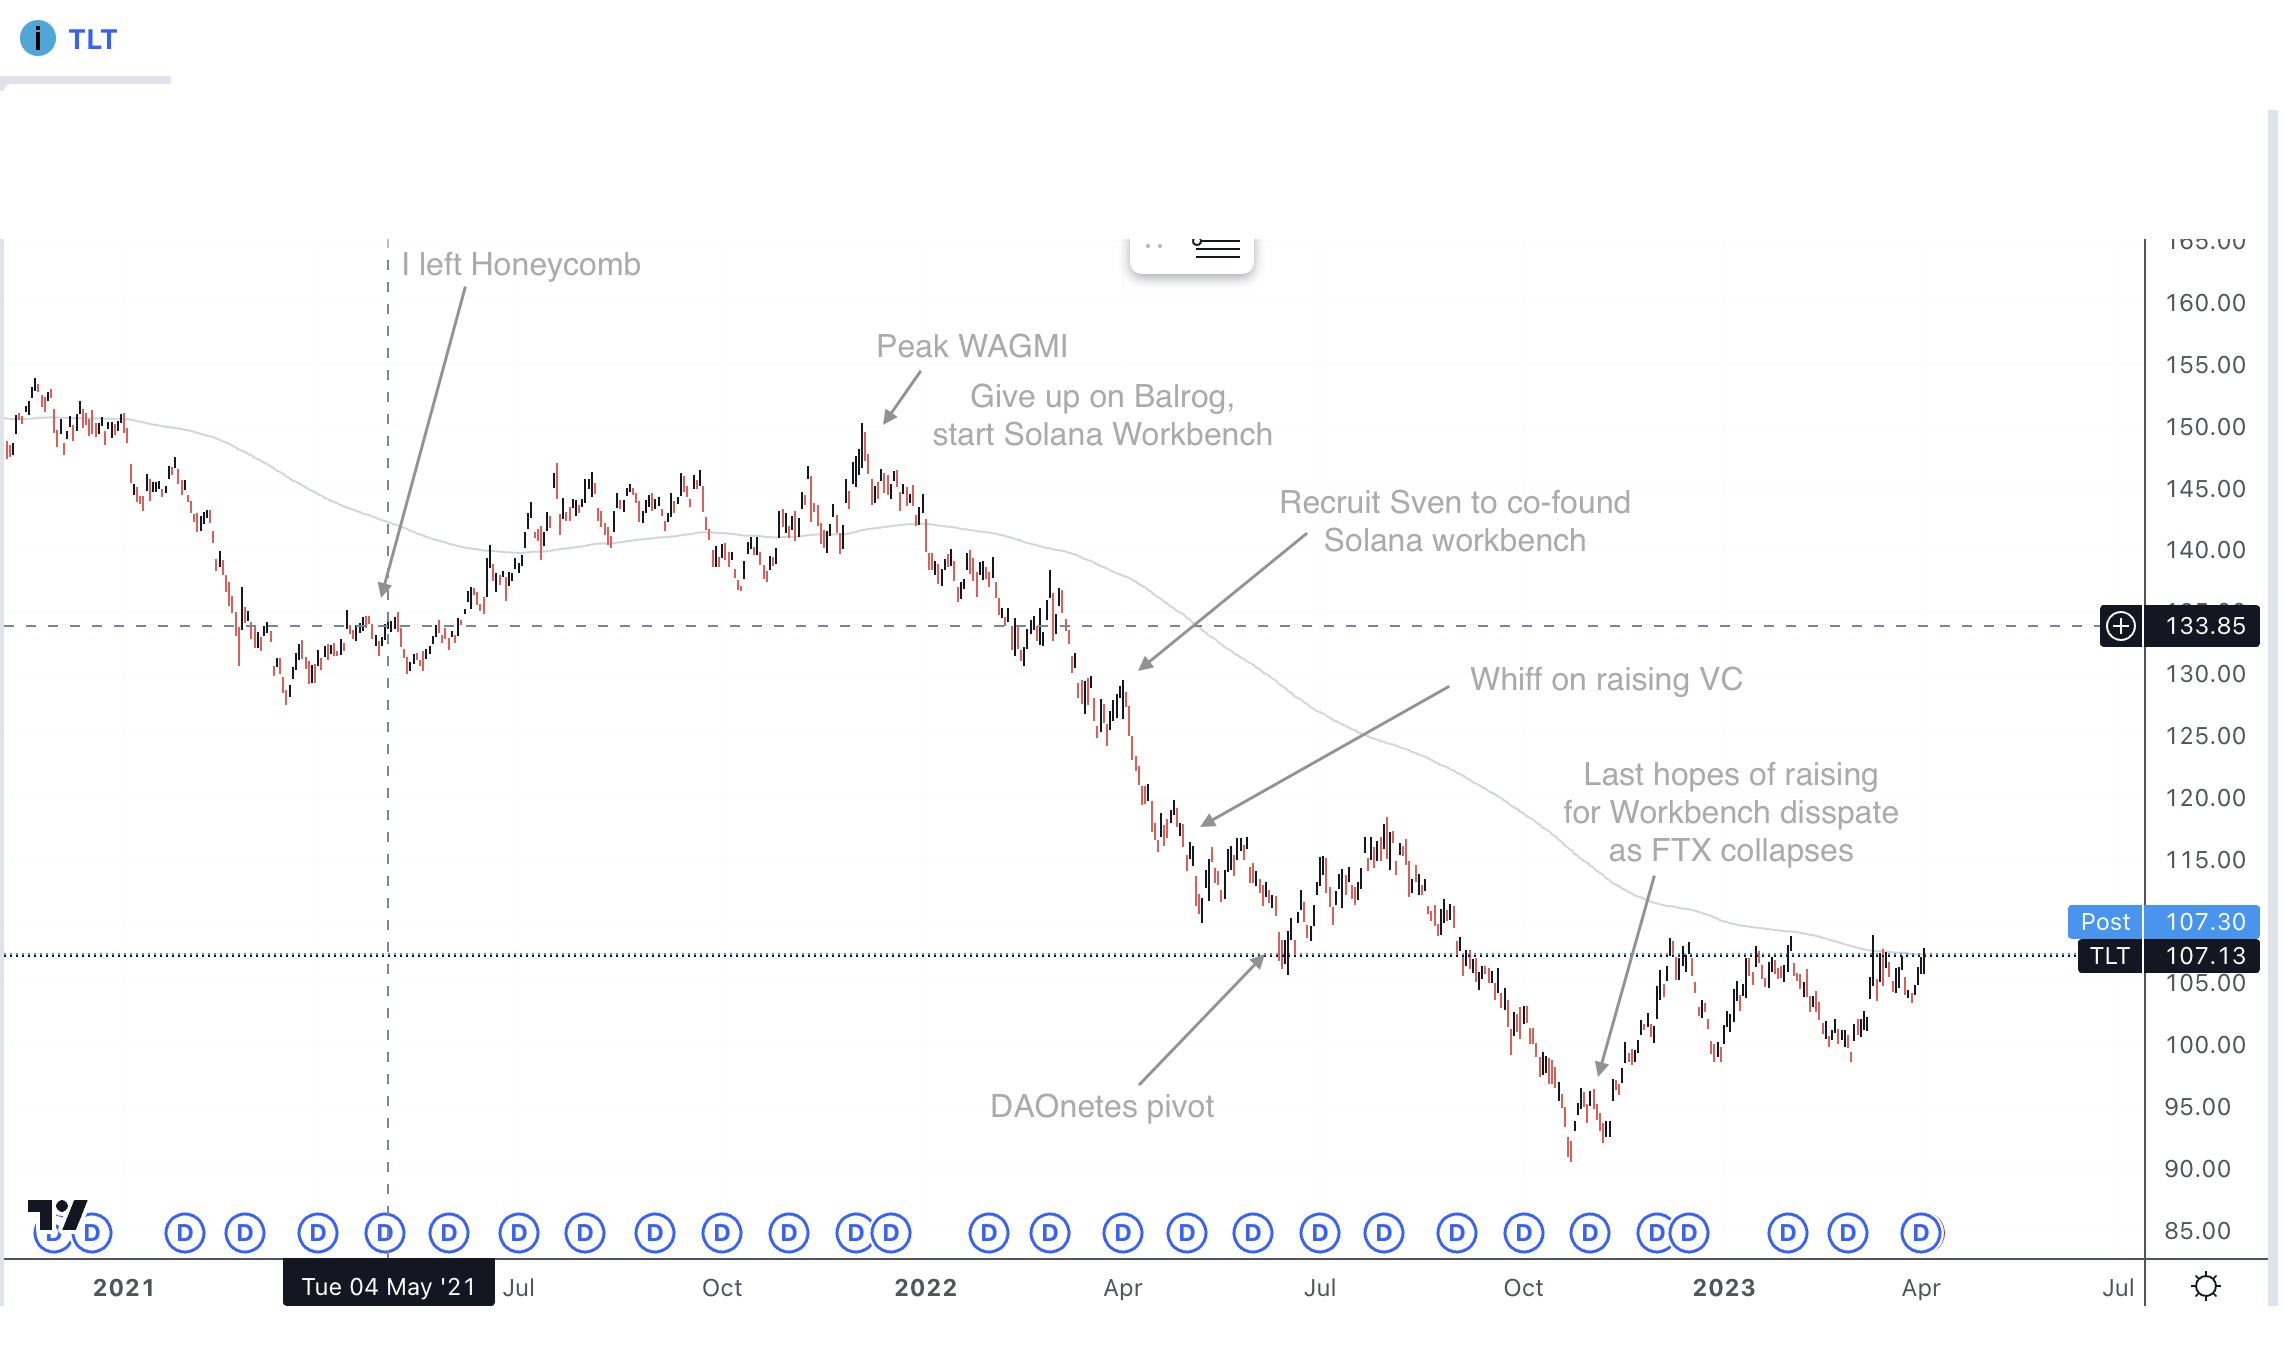 i TLT
165.00
I left Honeycomb
160.00
Peak WAGMI
155.00
Give up on Balrog,
start Solana Workbench
150.00
145.00
Recruit Sven to co-found
Solana workbench
140.00
133.85
Whiff on raising VC
130.00
125.00
Last hopes of raising
for Workbench disspate
as FTX collapses
120.00
115.00
Post 107.30
TLT 107.13
105.00
100.00
DAOnetes pivot
95.00
90.00
D D D D D D D D D D D D D D D D D D D D D D D D D D D D D
85.00
2021 Tue 04 May '21 Jul Oct 2022 Apr Jul Oct 2023 Apr Jul